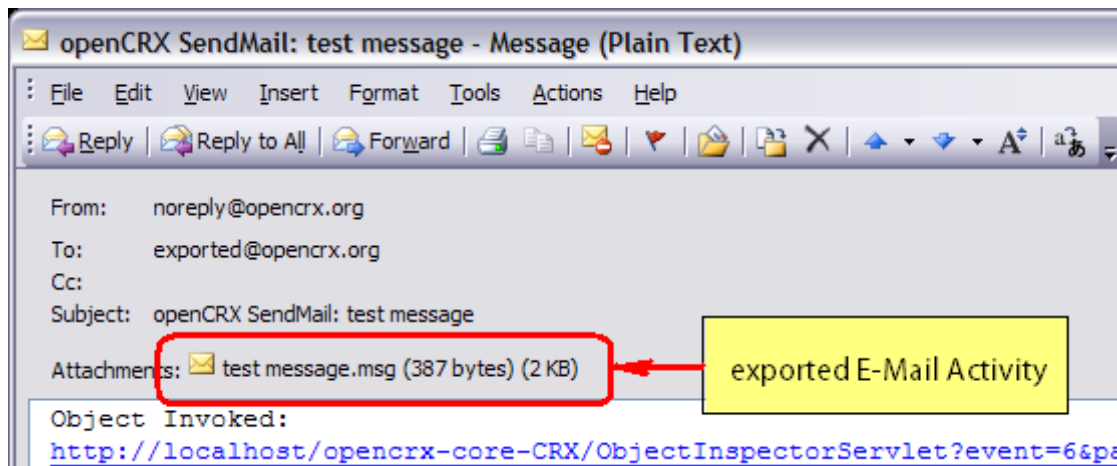 openCRX SendMail: test message - Message (Plain Text)
File Edit View Insert Format Tools Actions Help
Reply Reply to All Forward
From: noreply@opencrx.org
To: exported@opencrx.org
Cc:
Subject: openCRX SendMail: test message
Attachments: test message.msg (387 bytes) (2 KB)
exported E-Mail Activity
Object Invoked:
http://localhost/opencrx-core-CRX/ObjectInspectorServlet?event=6&pa